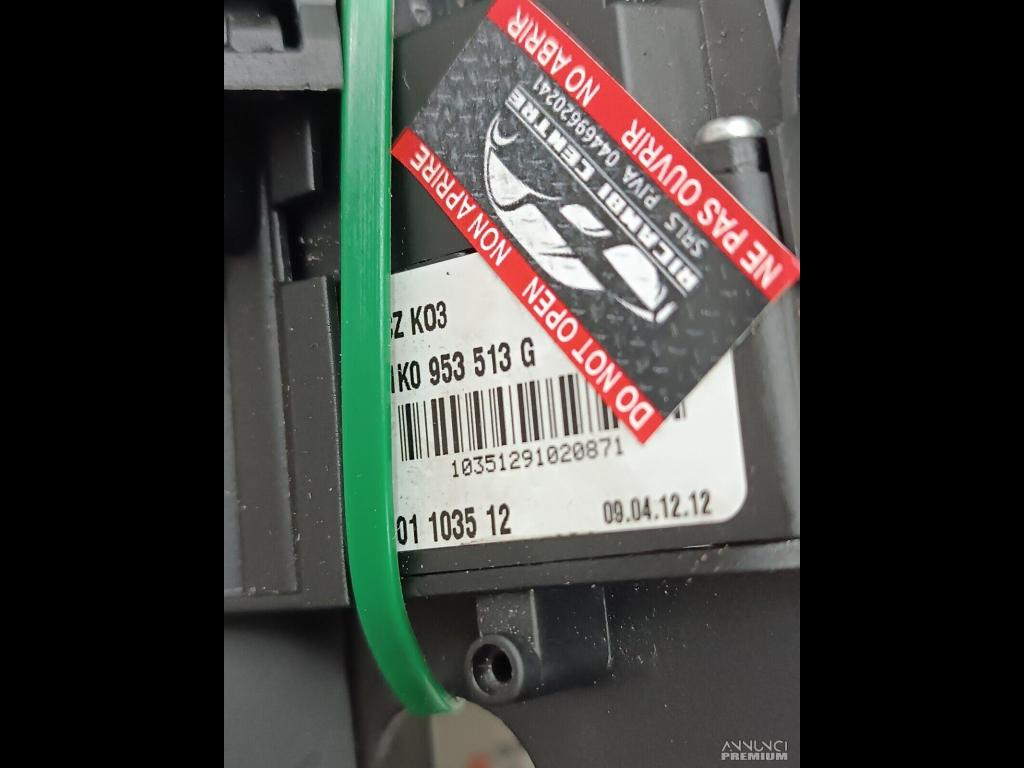 NO ABRIR
NE PAS OUVRIR
RICAMBI CENTRE
SRLS P.IVA 04469620241
NON APRIRE
DO NOT OPEN
K03
1K0 953 513 G
10351291020871
01 1035 12
09.04.12.12
ANNUNCI
PREMIUM